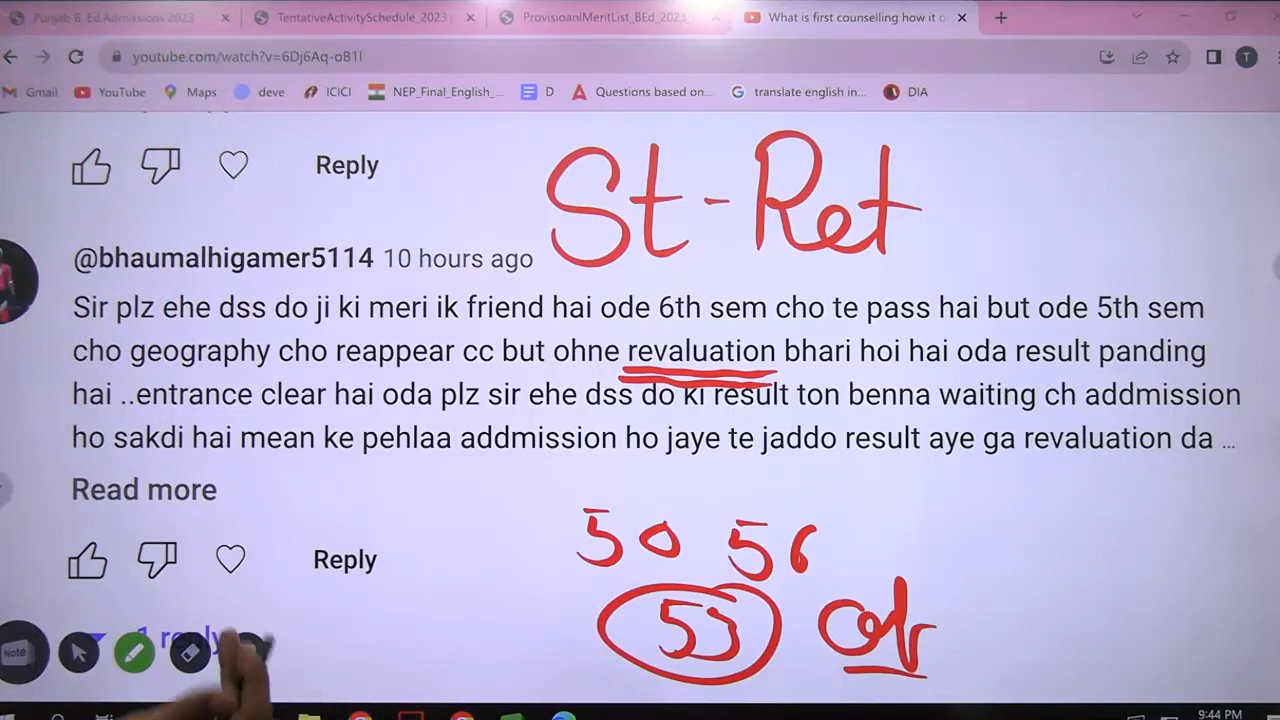 Punjab B. Ed. Admissions 2023
TentativeActivitySchedule_2023
ProvisioanlMeritList_BEd_2023
What is first counselling how it o
youtube.com/watch?v=6Dj6Aq-oB1I
Gmail
YouTube
Maps
deve
ICICI
NEP_Final_English_...
D
Questions based on...
translate english in...
DIA
T
St-Ret
Reply
@bhaumalhigamer5114 10 hours ago
Sir plz ehe dss do ji ki meri ik friend hai ode 6th sem cho te pass hai but ode 5th sem
cho geography cho reappear cc but ohne revaluation bhari hoi hai oda result panding
hai ..entrance clear hai oda plz sir ehe dss do ki result ton benna waiting ch addmission
ho sakdi hai mean ke pehlaa addmission ho jaye te jaddo result aye ga revaluation da ...
Read more
50 56
Reply
53
1 reply
Note
9:44 PM